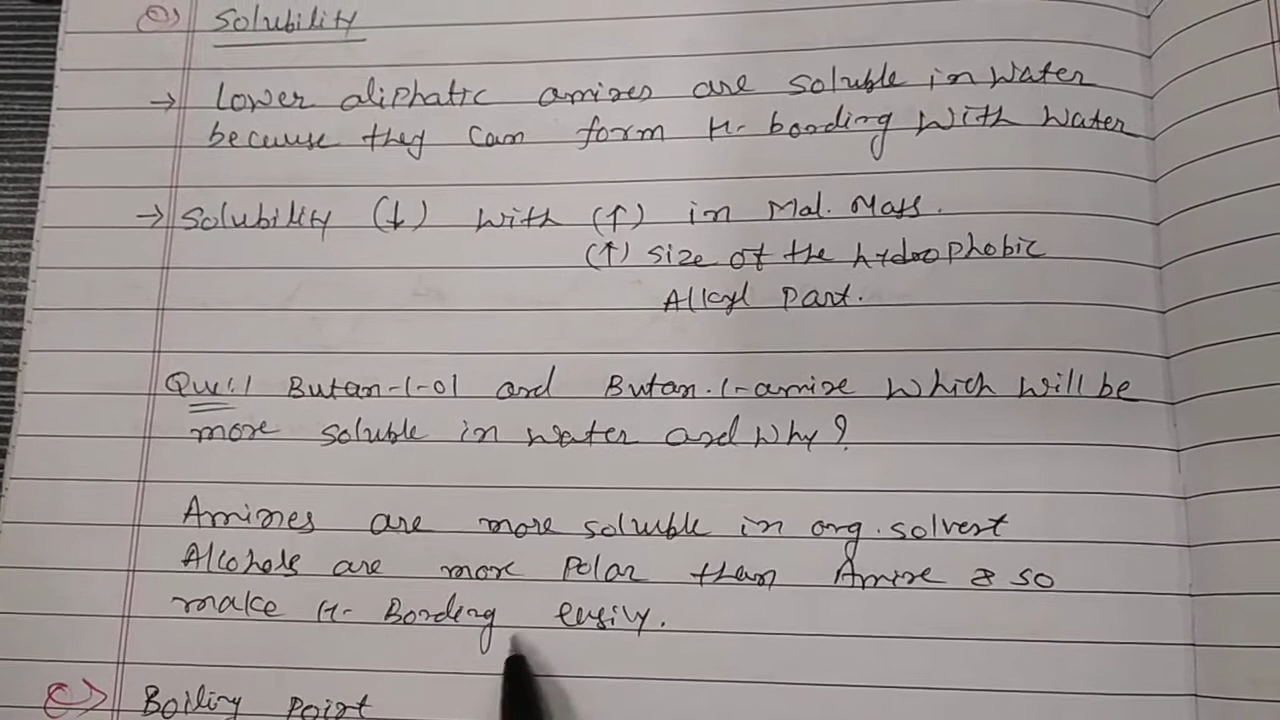 Solubility
→ Lower aliphatic amines are soluble in water
because they can form H- bonding with water
→ Solubility (↓) with (↑) in Mol. Mass.
(↑) size of the hydrophobic
Alkyl Part.
Que:1 Butan-1-ol and Butan.1-amine which will be
more soluble in water and why?
Amines are more soluble in org. solvent
Alcohols are more Polar than Amine & so
make H- Bonding easily.
Boiling Point